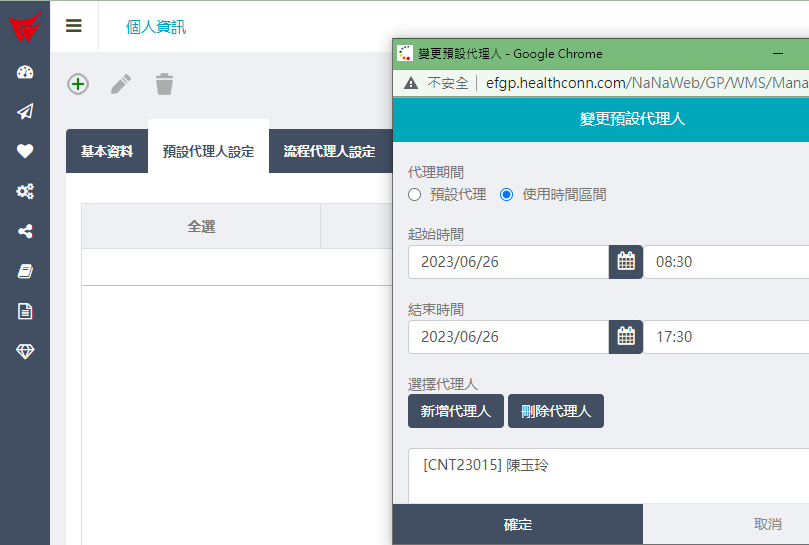 個人資訊
基本資料
預設代理人設定
流程代理人設定
全選
變更預設代理人 - Google Chrome
不安全 | efgp.healthconn.com/NaNaWeb/GP/WMS/Mana
變更預設代理人
代理期間
預設代理 使用時間區間
起始時間
2023/06/26 08:30
結束時間
2023/06/26 17:30
選擇代理人
新增代理人 刪除代理人
[CNT23015] 陳玉玲
確定 取消